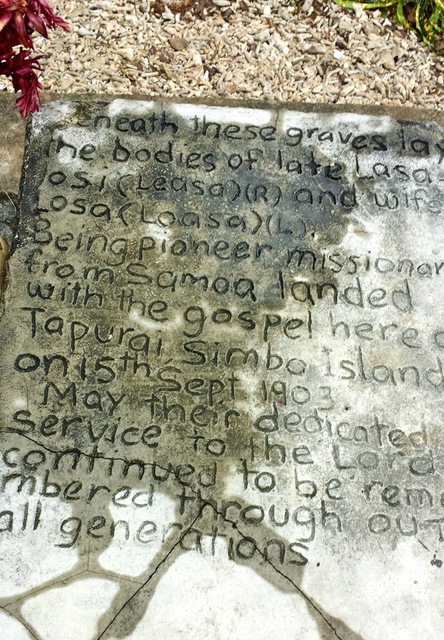 neath these graves lay
the bodies of late Lasa-
osi (Leasa)(R) and wife
Losa (Loasa)(L).
Being pioneer missionar
from Samoa landed
with the gospel here
Tapurai Simbo Island
on 15th Sept 1903
May their dedicated
service to the Lord
continued to be rem
mbered through out
all generations.